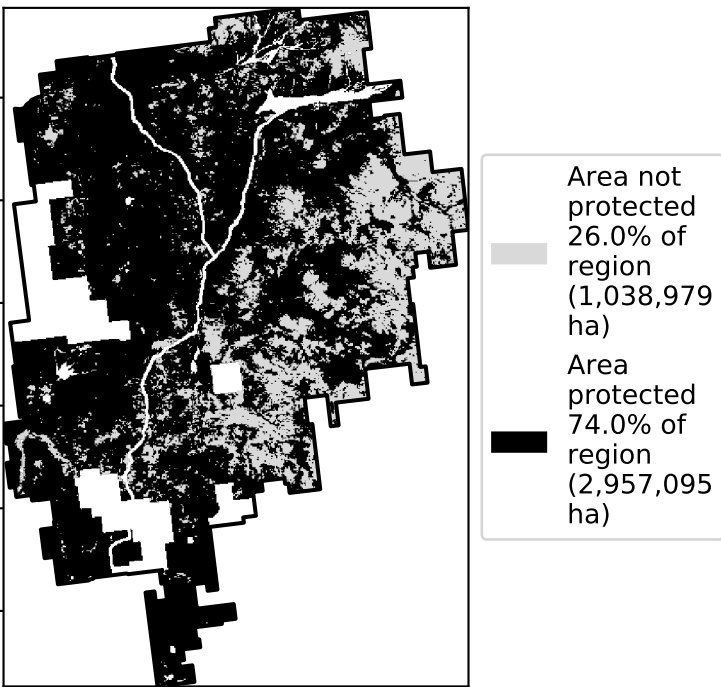 Area not
protected
26.0% of
region
(1,038,979
ha)
Area
protected
74.0% of
region
(2,957,095
ha)